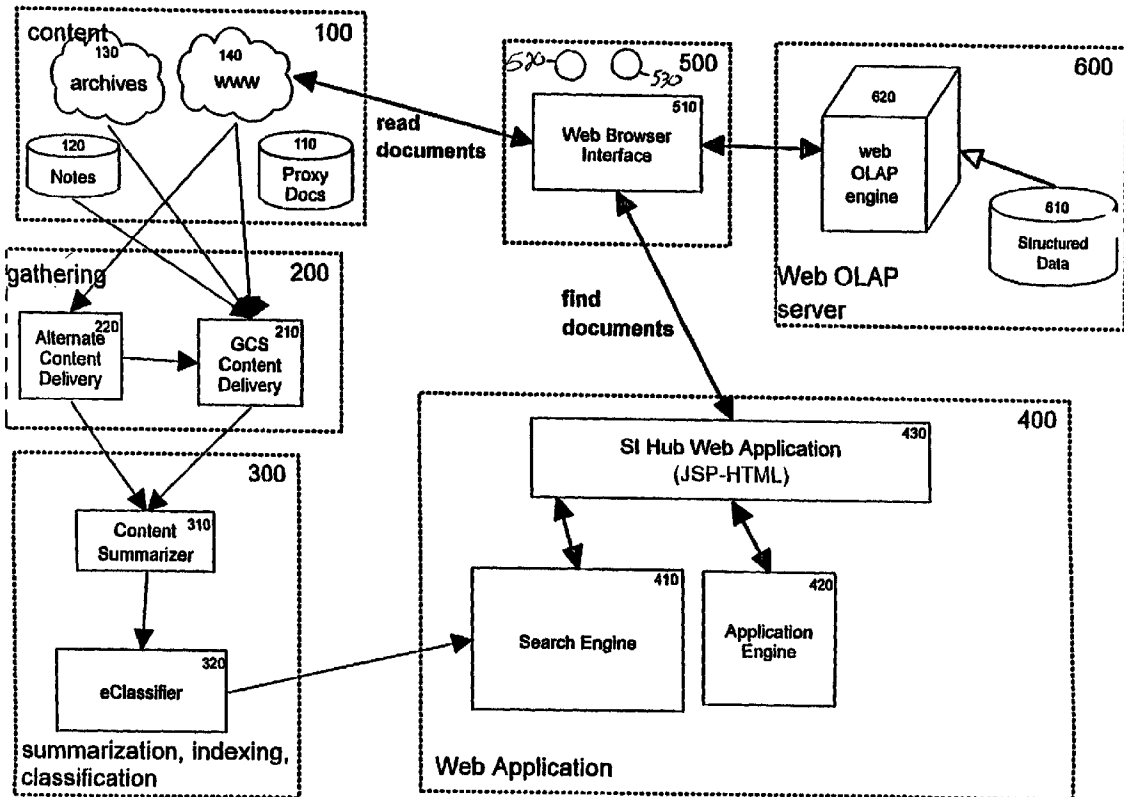 content
100
130
archives
140
www
120
Notes
110
Proxy
Docs
read
documents
520
530
500
510
Web Browser
Interface
600
620
web
OLAP
engine
610
Structured
Data
Web OLAP
server
gathering
200
220
Alternate
Content
Delivery
210
GCS
Content
Delivery
find
documents
300
310
Content
Summarizer
320
eClassifier
summarization, indexing,
classification
400
430
SI Hub Web Application
(JSP-HTML)
410
Search Engine
420
Application
Engine
Web Application